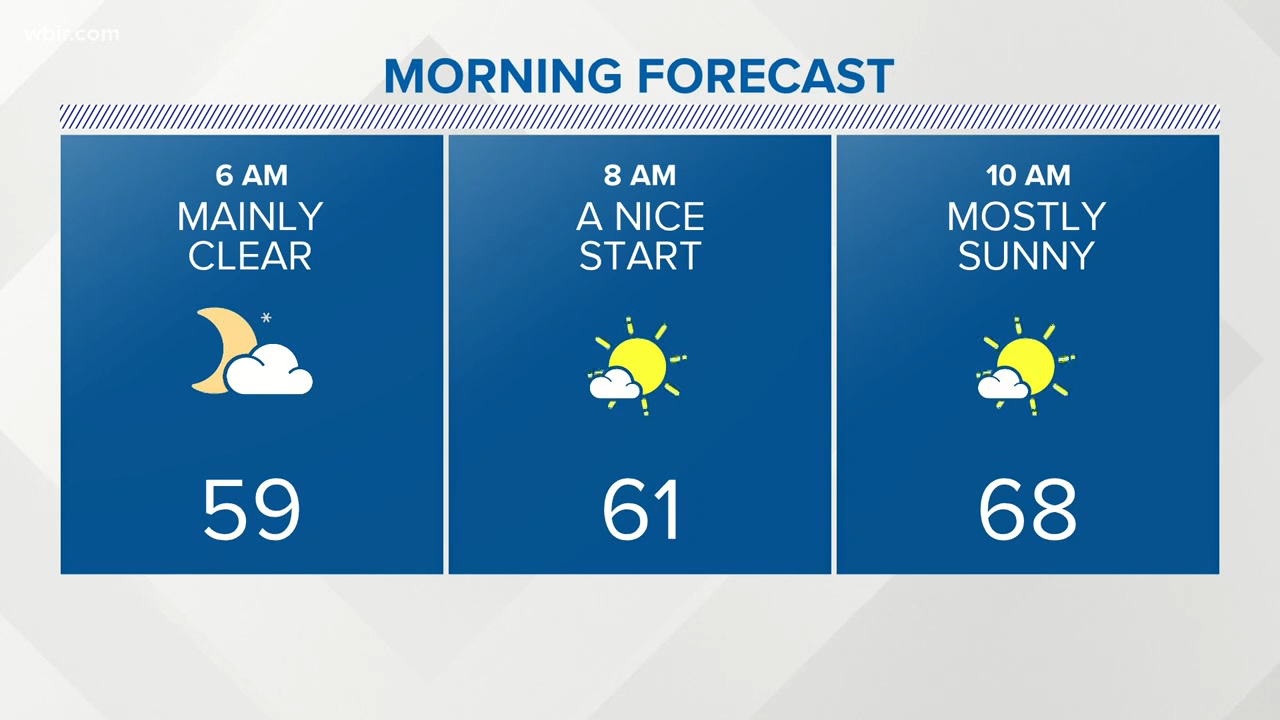 wbir.com
MORNING FORECAST
6 AM
MAINLY
CLEAR
59
8 AM
A NICE
START
61
10 AM
MOSTLY
SUNNY
68